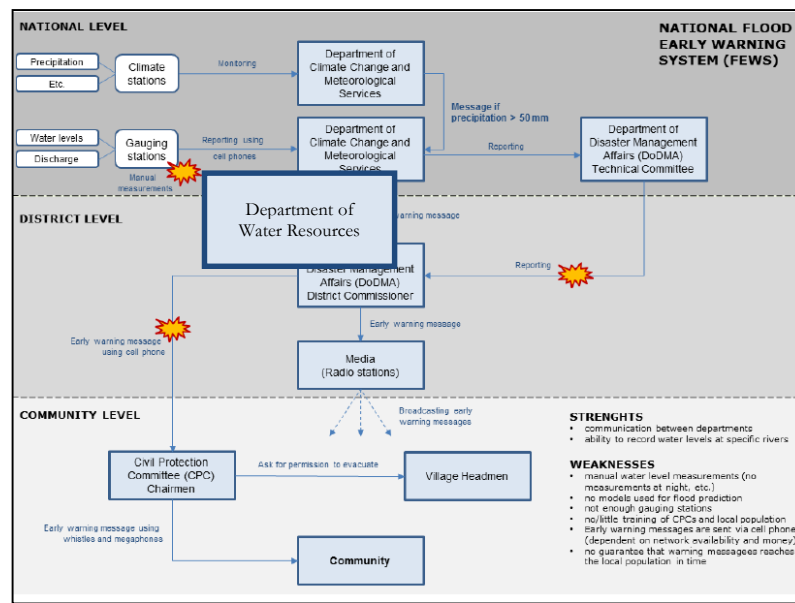 NATIONAL LEVEL
NATIONAL FLOOD
EARLY WARNING
SYSTEM (FEWS)
Precipitation
Etc.
Climate
stations
Monitoring
Department of
Climate Change and
Meteorological
Services
Message if
precipitation > 50 mm
Water levels
Discharge
Gauging
stations
Manual
measurements
Reporting using
cell phones
Department of
Climate Change and
Meteorological
Services
Reporting
Department of
Disaster Management
Affairs (DoDMA)
Technical Committee
Department of
Water Resources
DISTRICT LEVEL
warning message
Disaster Management
Affairs (DoDMA)
District Commissioner
Reporting
Early warning message
using cell phone
Early warning message
Media
(Radio stations)
COMMUNITY LEVEL
Broadcasting early
warning messages
Civil Protection
Committee (CPC)
Chairmen
Ask for permission to evacuate
Village Headmen
Early warning message using
whistles and megaphones
Community
STRENGHTS
• communication between departments
• ability to record water levels at specific rivers
WEAKNESSES
• manual water level measurements (no
measurements at night, etc.)
• no models used for flood prediction
• not enough gauging stations
• no/little training of CPCs and local population
• Early warning messages are sent via cell phone
(dependent on network availability and money)
• no guarantee that warning messagees reaches
the local population in time